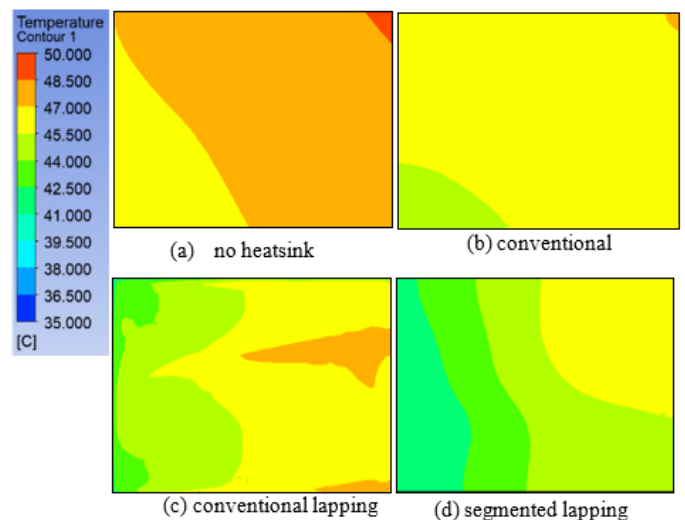 Temperature
Contour 1
50.000
48.500
47.000
45.500
44.000
42.500
41.000
39.500
38.000
36.500
35.000
[C]
(a) no heatsink
(b) conventional
(c) conventional lapping
(d) segmented lapping